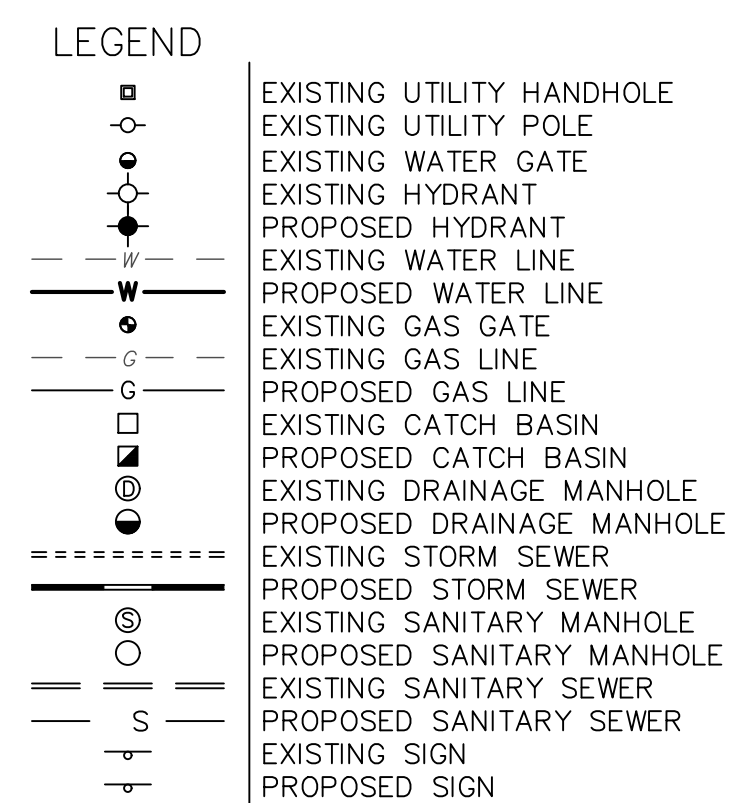 LEGEND
EXISTING UTILITY HANDHOLE
EXISTING UTILITY POLE
EXISTING WATER GATE
EXISTING HYDRANT
PROPOSED HYDRANT
W EXISTING WATER LINE
W PROPOSED WATER LINE
EXISTING GAS GATE
G EXISTING GAS LINE
G PROPOSED GAS LINE
EXISTING CATCH BASIN
PROPOSED CATCH BASIN
D EXISTING DRAINAGE MANHOLE
PROPOSED DRAINAGE MANHOLE
EXISTING STORM SEWER
PROPOSED STORM SEWER
S EXISTING SANITARY MANHOLE
PROPOSED SANITARY MANHOLE
EXISTING SANITARY SEWER
S PROPOSED SANITARY SEWER
EXISTING SIGN
PROPOSED SIGN